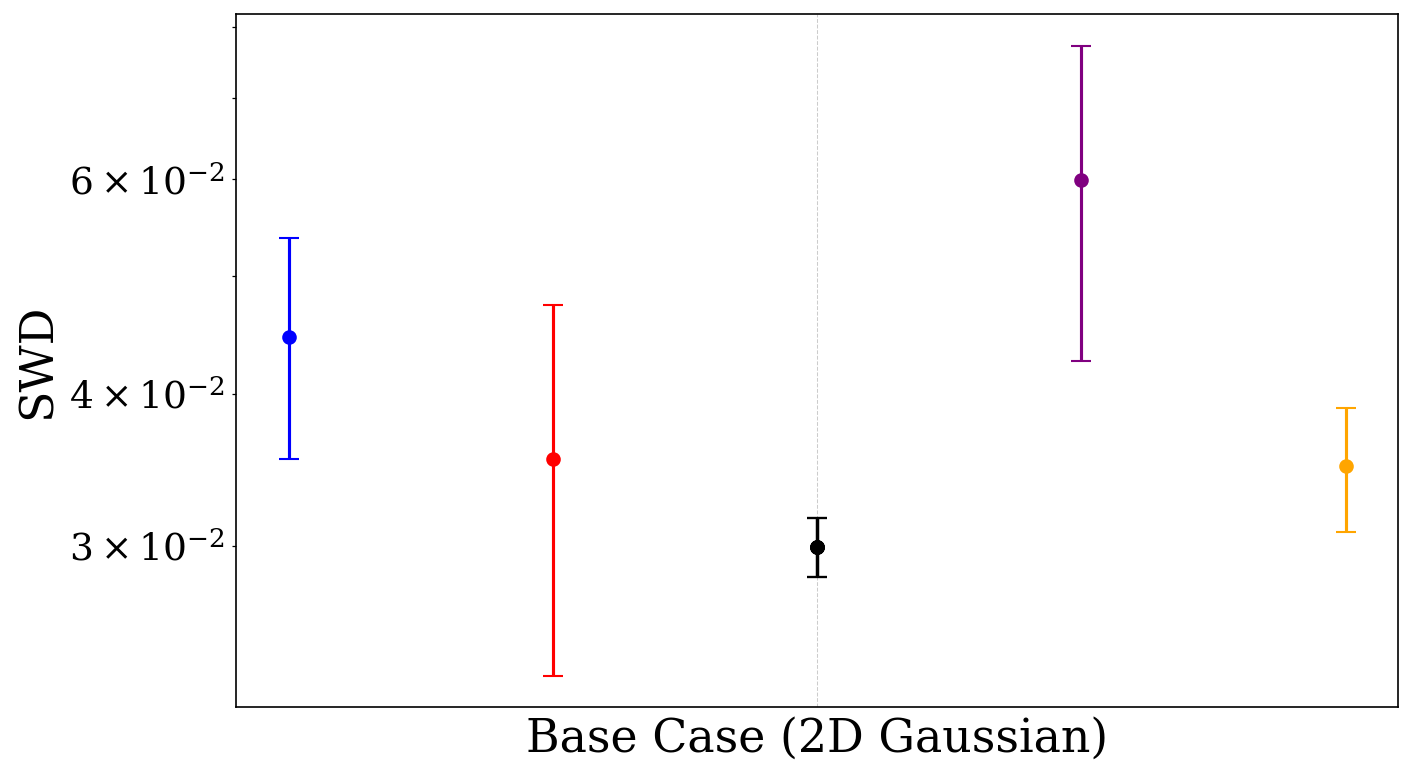 SWD
6 × 10⁻²
4 × 10⁻²
3 × 10⁻²
Base Case (2D Gaussian)